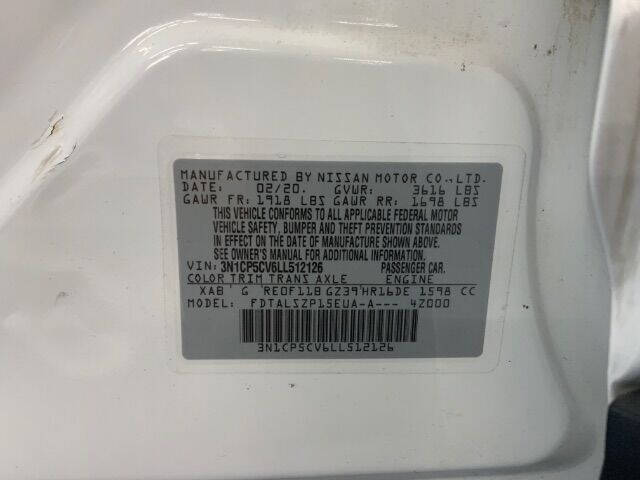 MANUFACTURED BY NISSAN MOTOR CO.,LTD.
DATE: 02/20. GVWR: 3616 LBS
GAWR FR: 1918 LBS GAWR RR: 1698 LBS
THIS VEHICLE CONFORMS TO ALL APPLICABLE FEDERAL MOTOR
VEHICLE SAFETY, BUMPER AND THEFT PREVENTION STANDARDS
IN EFFECT ON THE DATE OF MANUFACTURE SHOWN ABOVE.
SEE OWNER'S MANUAL FOR ADDITIONAL INFORMATION.
VIN: 3N1CP5CV6LL512126 PASSENGER CAR.
COLOR TRIM TRANS AXLE ENGINE
XAB G RE0F11B GZ39 HR16DE 1598 CC
MODEL: FDTALSZP15EUA-A--- 4Z000
3N1CP5CV6LL512126